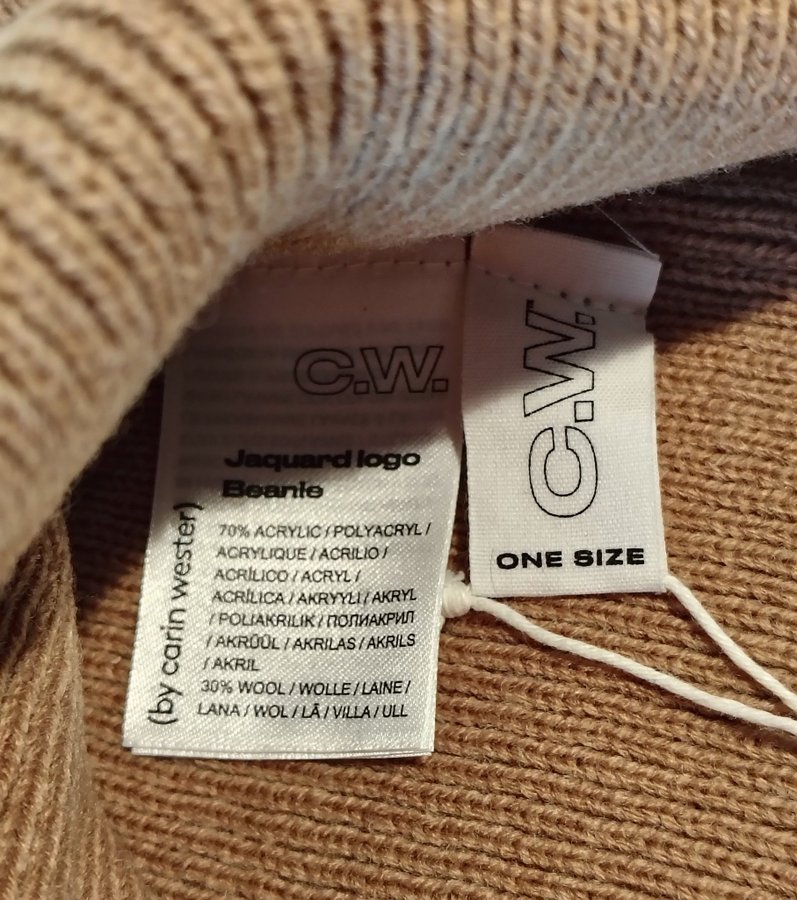 C.W.
Jaquard logo
Beanie
(by carin wester)
70% ACRYLIC / POLYACRYL /
ACRYLIQUE / ACRILIO /
ACRÍLICO / ACRYL /
ACRÍLICA / AKRYYLI / AKRYL
/ POLIAKRILIK / ПОЛИАКРИЛ
/ AKRÜÜL / AKRILAS / AKRILS
/ AKRIL
30% WOOL / WOLLE / LAINE /
LANA / WOL / LÃ / VILLA / ULL
C.W.
ONE SIZE